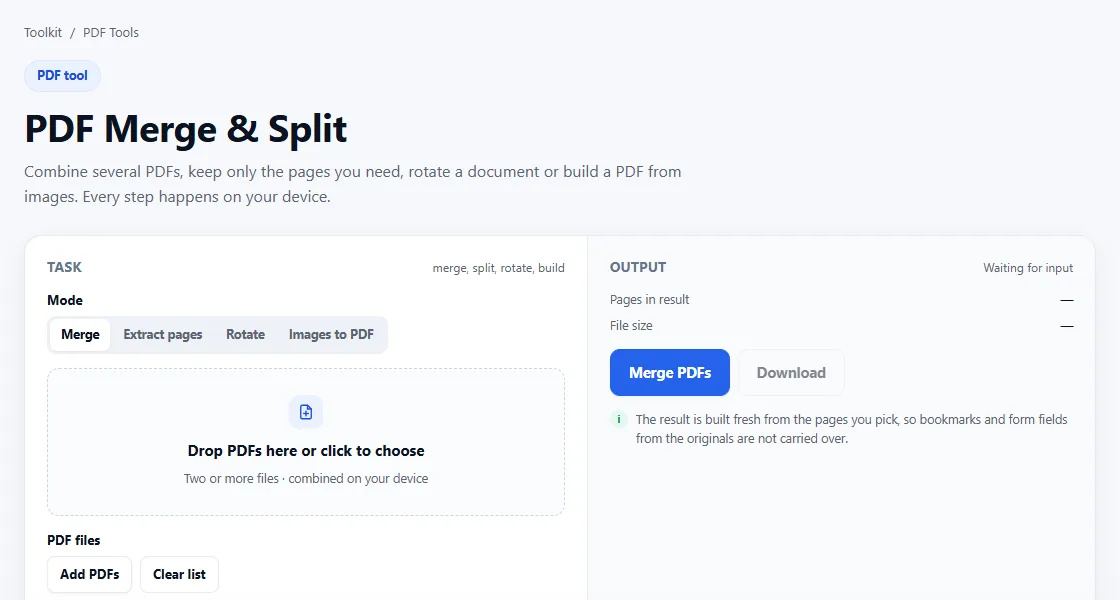 Toolkit / PDF Tools
PDF tool
PDF Merge & Split
Combine several PDFs, keep only the pages you need, rotate a document or build a PDF from
images. Every step happens on your device.
TASK
merge, split, rotate, build
Mode
Merge
Extract pages
Rotate
Images to PDF
Drop PDFs here or click to choose
Two or more files · combined on your device
PDF files
Add PDFs
Clear list
OUTPUT
Waiting for input
Pages in result —
File size —
Merge PDFs
Download
i The result is built fresh from the pages you pick, so bookmarks and form fields
from the originals are not carried over.